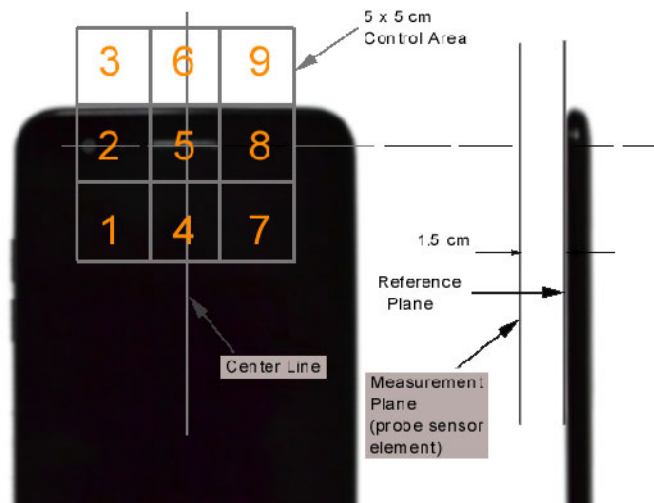 5 x 5 cm
Control Area
3 6 9
2 5 8
1 4 7
1.5 cm
Reference
Plane
Center Line
Measurement
Plane
(probe sensor
element)